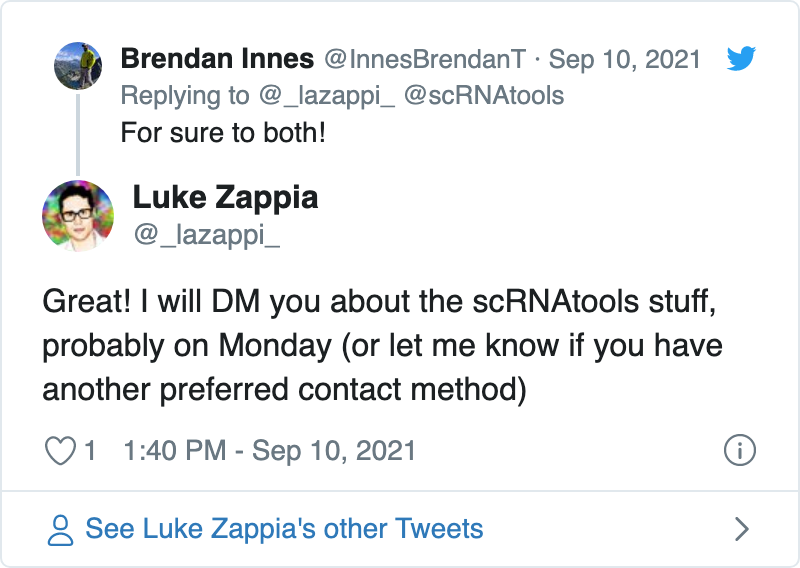 Brendan Innes @InnesBrendanT · Sep 10, 2021
Replying to @_lazappi_ @scRNAtools
For sure to both!
Luke Zappia
@_lazappi_
Great! I will DM you about the scRNAtools stuff,
probably on Monday (or let me know if you have
another preferred contact method)
1 1:40 PM - Sep 10, 2021
See Luke Zappia's other Tweets